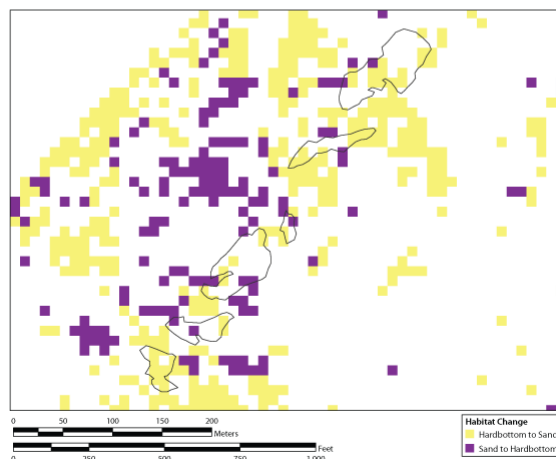 0 50 100 150 200
Meters
Feet
0 250 500 750 1,000
Habitat Change
Hardbottom to Sand
Sand to Hardbottom